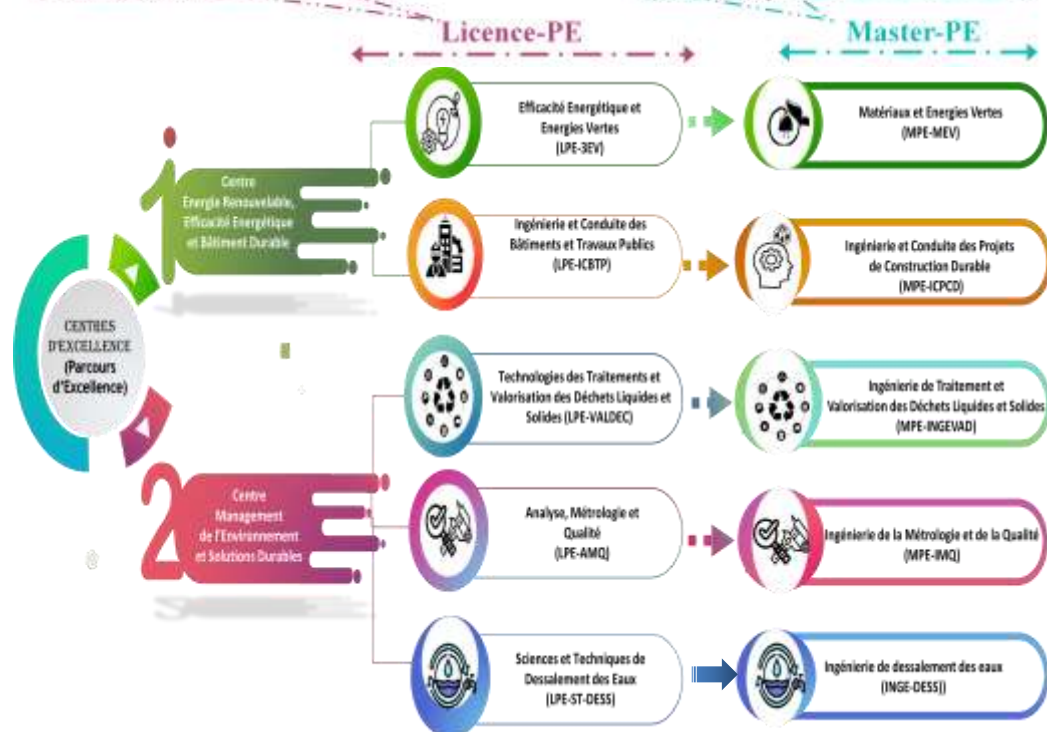 Licence-PE
Master-PE
CENTRES
D'EXCELLENCE
(Parcours
d'Excellence)
1
Centre
Energie Renouvelable,
Efficacité Energétique
et Bâtiment Durable
Efficacité Energétique et
Energies Vertes
(LPE-3EV)
Matériaux et Energies Vertes
(MPE-MEV)
Ingénierie et Conduite des
Bâtiments et Travaux Publics
(LPE-ICBTP)
Ingénierie et Conduite des Projets
de Construction Durable
(MPE-ICPCD)
2
Centre
Management
de l'Environnement
et Solutions Durables
Technologies des Traitements et
Valorisation des Déchets Liquides et
Solides (LPE-VALDEC)
Ingénierie de Traitement et
Valorisation des Déchets Liquides et Solides
(MPE-INGEVAD)
Analyse, Métrologie et
Qualité
(LPE-AMQ)
Ingénierie de la Métrologie et de la Qualité
(MPE-IMQ)
Sciences et Techniques de
Dessalement des Eaux
(LPE-ST-DESS)
Ingénierie de dessalement des eaux
(INGE-DESS))